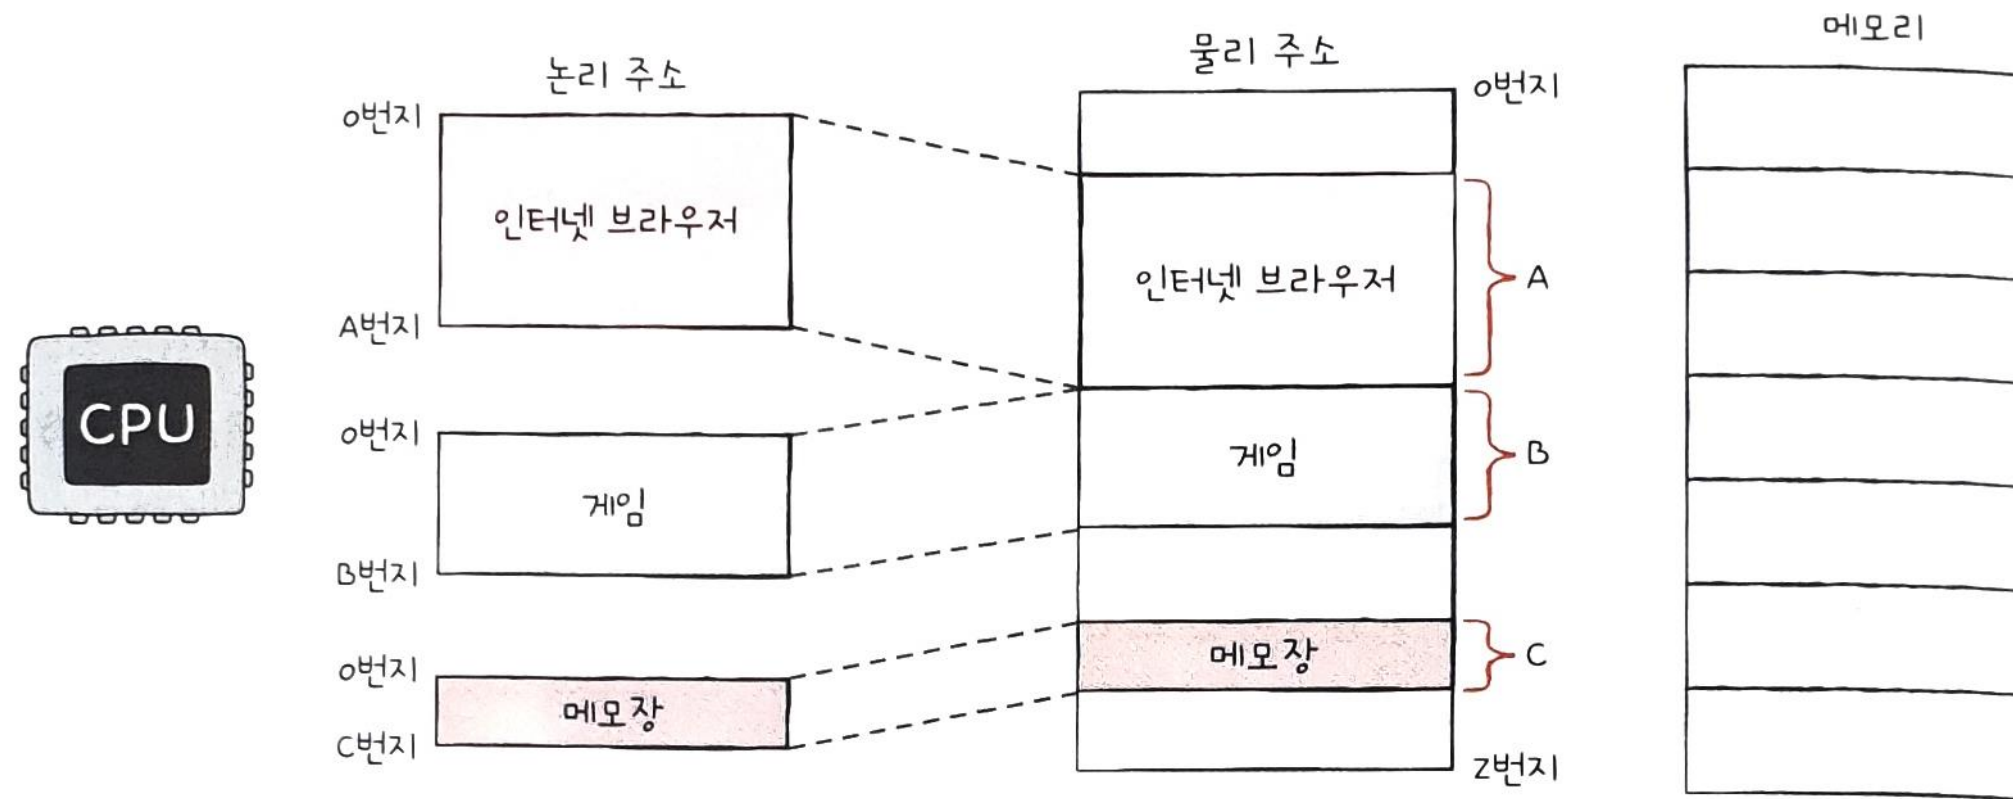 메모리
물리 주소
논리 주소
0번지
0번지
인터넷 브라우저
인터넷 브라우저
A
A번지
CPU
0번지
게임
B
게임
B번지
메모장
C
0번지
메모장
C번지
Z번지